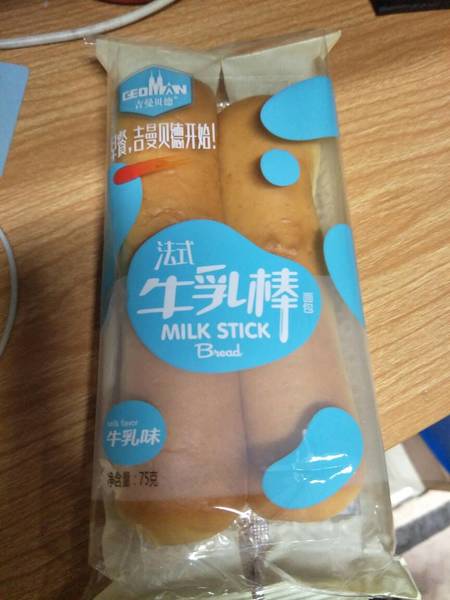 GEOMAN
吉曼贝德
早餐,吉曼贝德开始!
法式
牛乳棒
面包
MILK STICK
Bread
milk flavor
牛乳味
净含量:75克